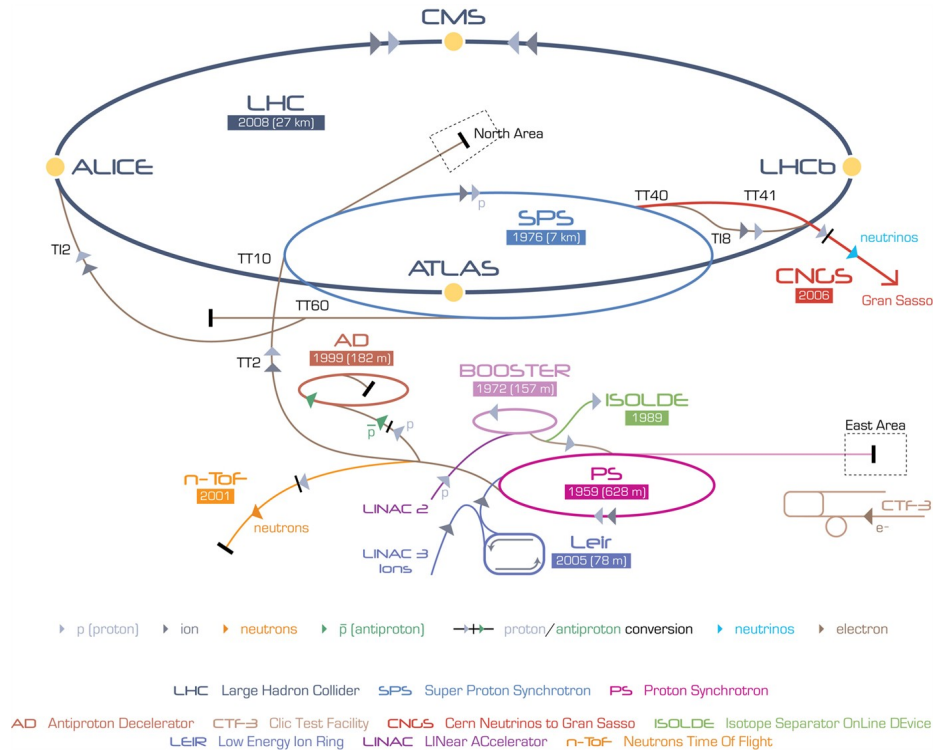 CMS
LHC
2008 (27 km)
North Area
ALICE
LHCb
TT40
TT41
p
SPS
1976 (7 km)
TI8
neutrinos
TI2
TT10
ATLAS
CNGS
2006
Gran Sasso
TT60
AD
1999 (182 m)
TT2
BOOSTER
1972 (157 m)
ISOLDE
1989
p̅
p
East Area
n-ToF
2001
PS
1959 (628 m)
p
LINAC 2
CTF-3
e-
neutrons
LINAC 3
Ions
Leir
2005 (78 m)
p (proton) ion neutrons p̅ (antiproton) proton/antiproton conversion neutrinos electron
LHC Large Hadron Collider SPS Super Proton Synchrotron PS Proton Synchrotron
AD Antiproton Decelerator CTF-3 Clic Test Facility CNGS Cern Neutrinos to Gran Sasso ISOLDE Isotope Separator OnLine DEvice
LEIR Low Energy Ion Ring LINAC LINear ACcelerator n-ToF Neutrons Time Of Flight